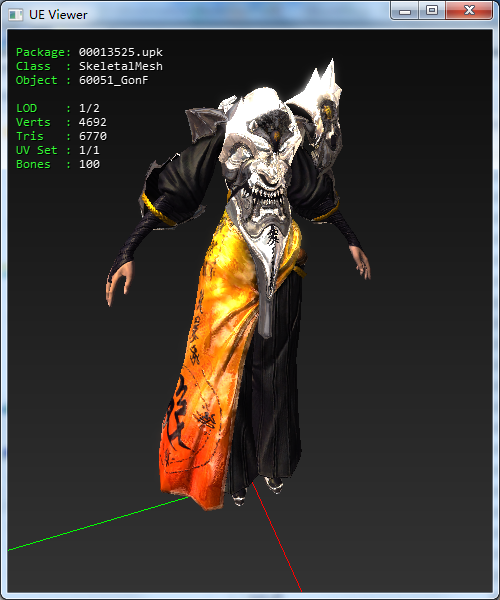 UE Viewer
Package: 00013525.upk
Class : SkeletalMesh
Object : 60051_GonF
LOD : 1/2
Verts : 4692
Tris : 6770
UV Set : 1/1
Bones : 100